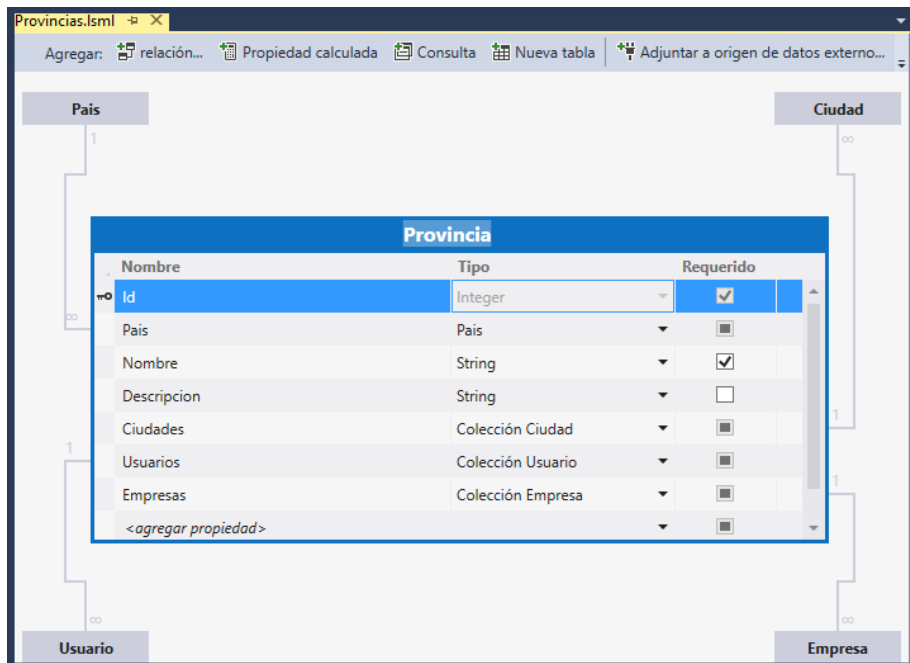 Provincias.lsml
Agregar: relación... Propiedad calculada Consulta Nueva tabla Adjuntar a origen de datos externo...
Pais Ciudad
1 ∞
Provincia
Nombre Tipo Requerido
Id Integer
∞ Pais Pais
Nombre String
Descripcion String
Ciudades Colección Ciudad 1
1 Usuarios Colección Usuario
Empresas Colección Empresa 1
<agregar propiedad>
∞ ∞
Usuario Empresa